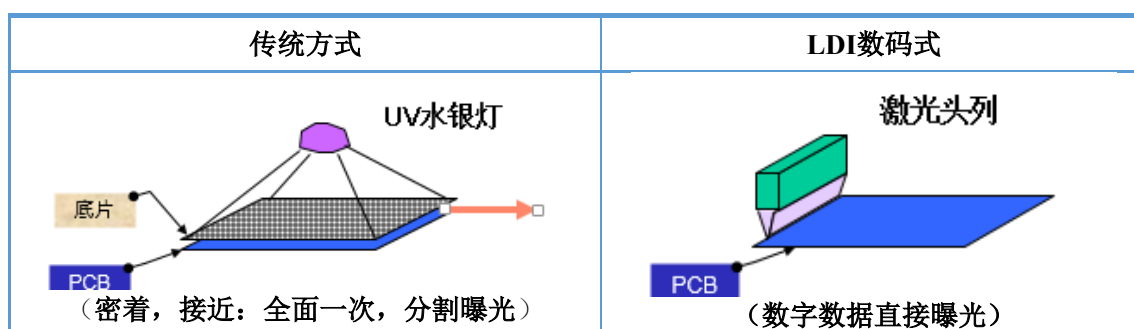 传统方式
LDI数码式
UV水银灯
底片
PCB
（密着，接近：全面一次，分割曝光）
激光头列
PCB
（数字数据直接曝光）